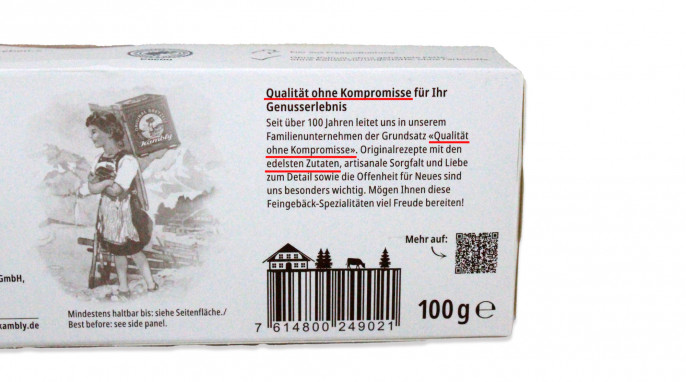 Qualität ohne Kompromisse für Ihr
Genusserlebnis
Seit über 100 Jahren leitet uns in unserem
Familienunternehmen der Grundsatz «Qualität
ohne Kompromisse». Originalrezepte mit den
edelsten Zutaten, artisanale Sorgfalt und Liebe
zum Detail sowie die Offenheit für Neues sind
uns besonders wichtig. Mögen Ihnen diese
Feingebäck-Spezialitäten viel Freude bereiten!
Kambly
Mehr auf:
GmbH,
kambly.de
Mindestens haltbar bis: siehe Seitenfläche./
Best before: see side panel.
7 614800 249021
100 g ℮